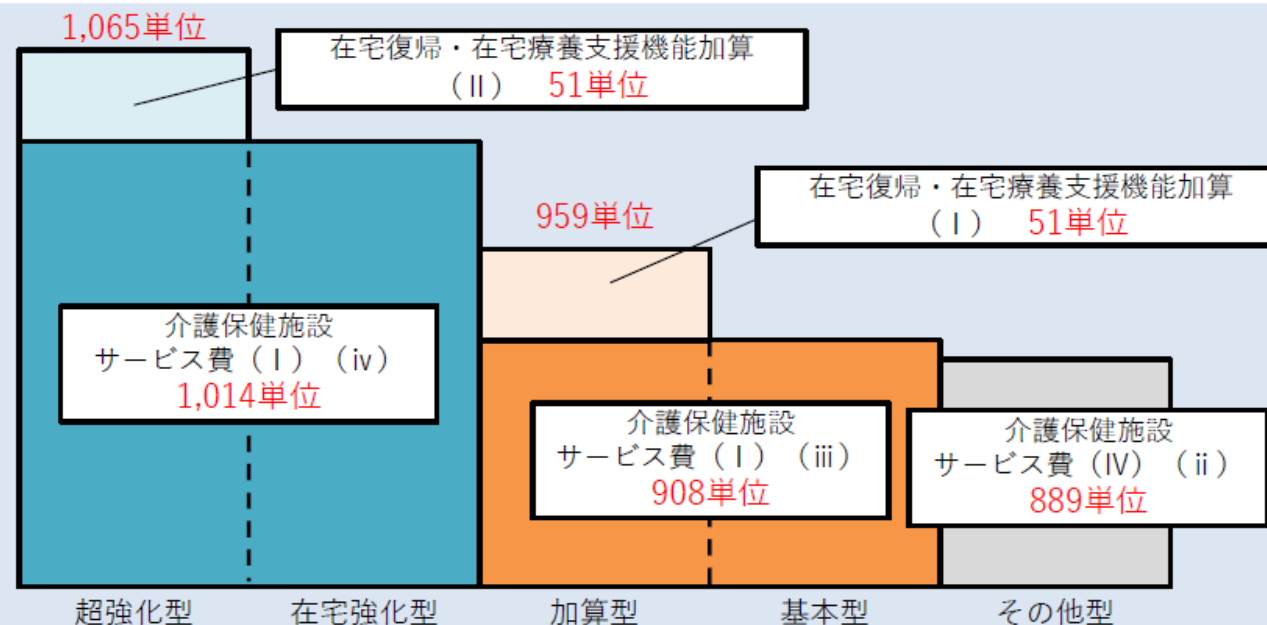 1,065単位
在宅復帰・在宅療養支援機能加算
（Ⅱ） 51単位
在宅復帰・在宅療養支援機能加算
（Ⅰ） 51単位
959単位
介護保健施設
サービス費（Ⅰ）（ⅳ）
1,014単位
介護保健施設
サービス費（Ⅰ）（ⅲ）
908単位
介護保健施設
サービス費（Ⅳ）（ⅱ）
889単位
超強化型 在宅強化型 加算型 基本型 その他型